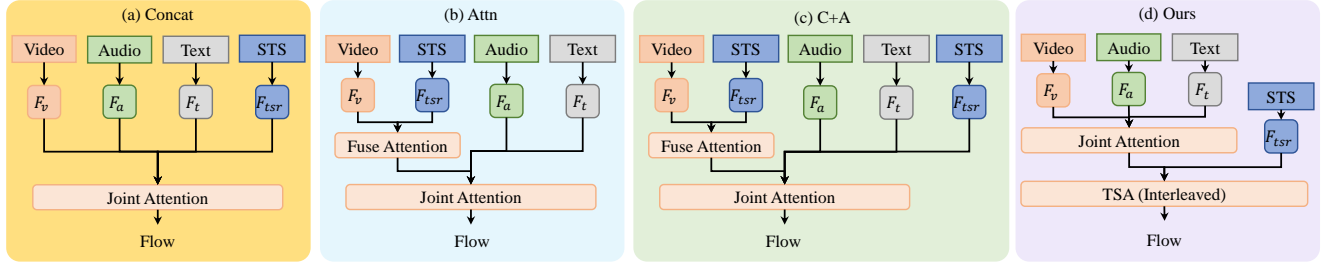 (a) Concat
Video Audio Text STS
F_v F_a F_t F_tsr
Joint Attention
Flow
(b) Attn
Video STS Audio Text
F_v F_tsr F_a F_t
Fuse Attention
Joint Attention
Flow
(c) C+A
Video STS Audio Text STS
F_v F_tsr F_a F_t F_tsr
Fuse Attention
Joint Attention
Flow
(d) Ours
Video Audio Text
STS
F_v F_a F_t
F_tsr
Joint Attention
TSA (Interleaved)
Flow